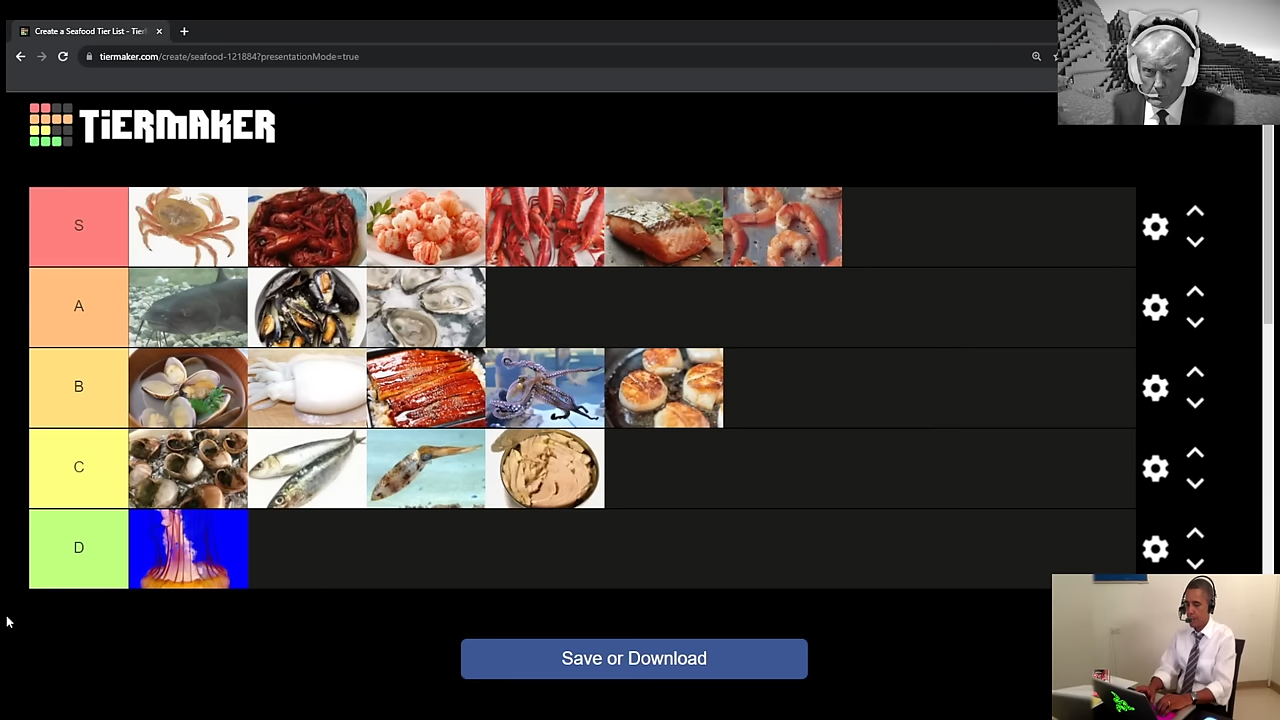 Create a Seafood Tier List - Tier
tiermaker.com/create/seafood-121884?presentationMode=true
TiERMAKER
S
A
B
C
D
Save or Download